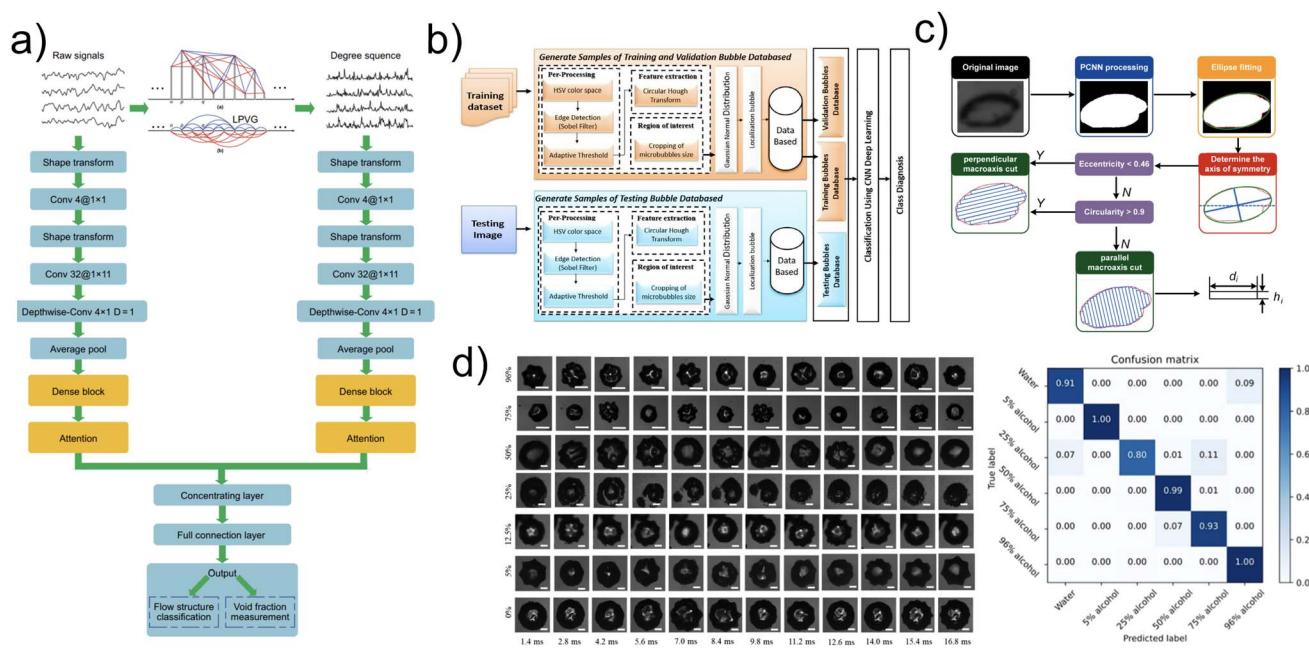 a)
Raw signals
Degree squence
(a)
LPVG
(b)
Shape transform
Shape transform
Conv 4@1×1
Conv 4@1×1
Shape transform
Shape transform
Conv 32@1×11
Conv 32@1×11
Depthwise-Conv 4×1 D = 1
Depthwise-Conv 4×1 D = 1
Average pool
Average pool
Dense block
Dense block
Attention
Attention
Concentrating layer
Full connection layer
Output
Flow structure
classification
Void fraction
measurement
b)
Training
dataset
Generate Samples of Training and Validation Bubble Databased
Per-Processing
HSV color space
Edge Detection
(Sobel Filter)
Adaptive Threshold
Feature extraction
Circular Hough
Transform
Region of interest
Cropping of
microbubbles size
Gaussian Normal Distribution
Localization bubble
Data
Based
Testing
Image
Generate Samples of Testing Bubble Databased
Per-Processing
HSV color space
Edge Detection
(Sobel Filter)
Adaptive Threshold
Feature extraction
Circular Hough
Transform
Region of interest
Cropping of
microbubbles size
Gaussian Normal Distribution
Localization bubble
Data
Based
Validation Bubbles
Database
Training Bubbles
Database
Testing Bubbles
Database
Classification Using CNN Deep Learning
Class Diagnosis
c)
Original image
PCNN processing
Ellipse fitting
perpendicular
macroaxis cut
Y
Eccentricity < 0.46
Determine the
axis of symmetry
N
Y
Circularity > 0.9
N
parallel
macroaxis cut
d_i
h_i
d)
96%
75%
50%
25%
12.5%
5%
0%
1.4 ms 2.8 ms 4.2 ms 5.6 ms 7.0 ms 8.4 ms 9.8 ms 11.2 ms 12.6 ms 14.0 ms 15.4 ms 16.8 ms
Confusion matrix
True label
Water 0.91 0.00 0.00 0.00 0.00 0.09
5% alcohol 0.00 1.00 0.00 0.00 0.00 0.00
25% alcohol 0.07 0.00 0.80 0.01 0.11 0.00
50% alcohol 0.00 0.00 0.00 0.99 0.01 0.00
75% alcohol 0.00 0.00 0.00 0.07 0.93 0.00
96% alcohol 0.00 0.00 0.00 0.00 0.00 1.00
Water 5% alcohol 25% alcohol 50% alcohol 75% alcohol 96% alcohol
Predicted label
1.0
0.8
0.6
0.4
0.2
0.0